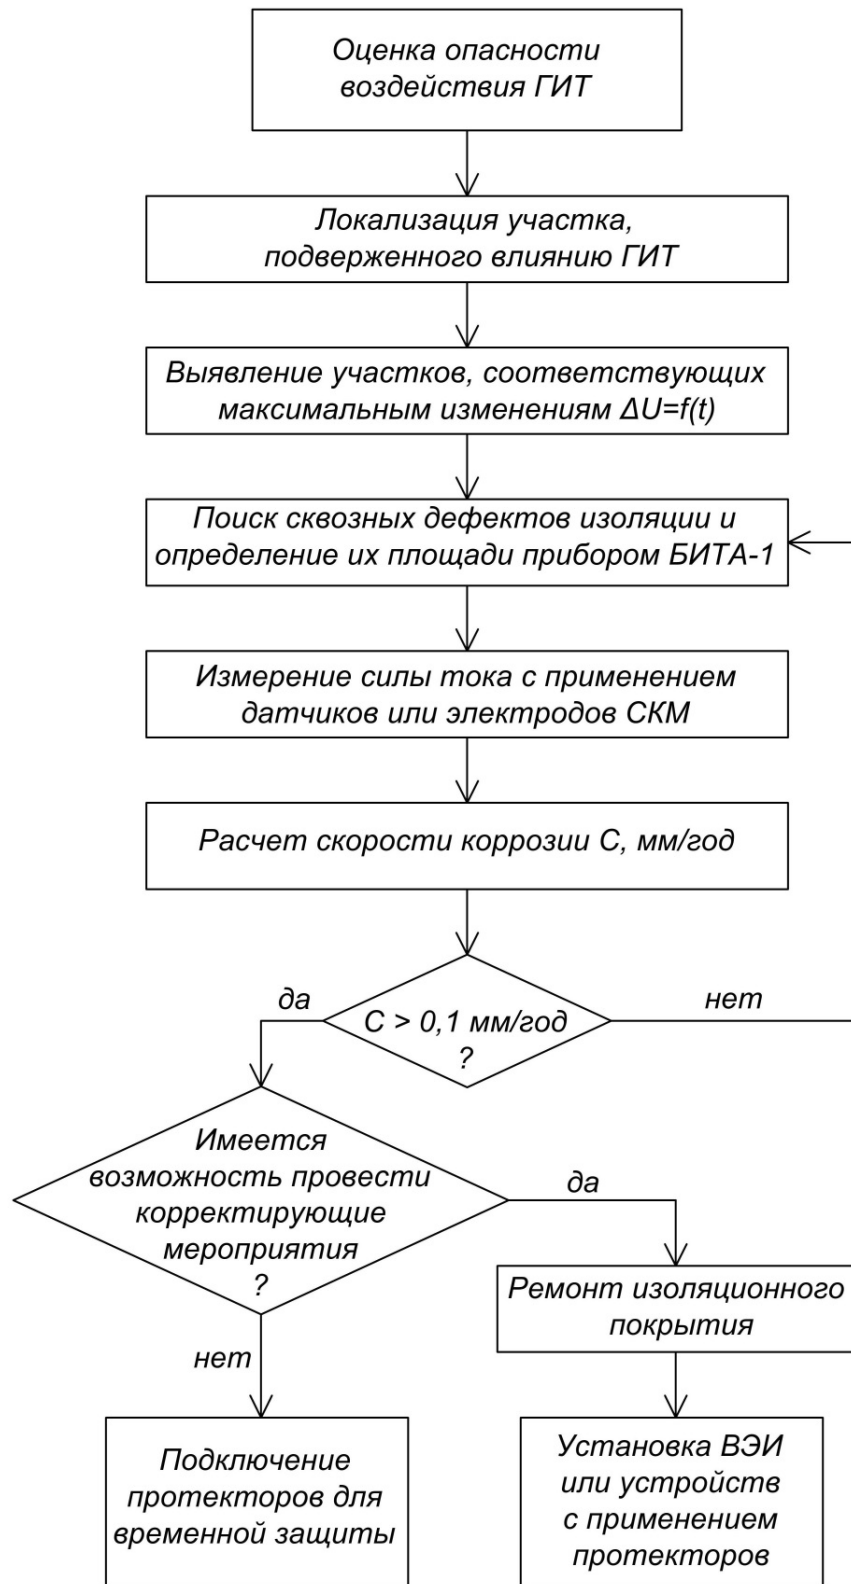 Оценка опасности
воздействия ГИТ
Локализация участка,
подверженного влиянию ГИТ
Выявление участков, соответствующих
максимальным изменениям ΔU=f(t)
Поиск сквозных дефектов изоляции и
определение их площади прибором БИТА-1
Измерение силы тока с применением
датчиков или электродов СКМ
Расчет скорости коррозии С, мм/год
да
нет
С > 0,1 мм/год
?
Имеется
возможность провести
корректирующие
мероприятия
?
да
Ремонт изоляционного
покрытия
нет
Подключение
протекторов для
временной защиты
Установка ВЭИ
или устройств
с применением
протекторов